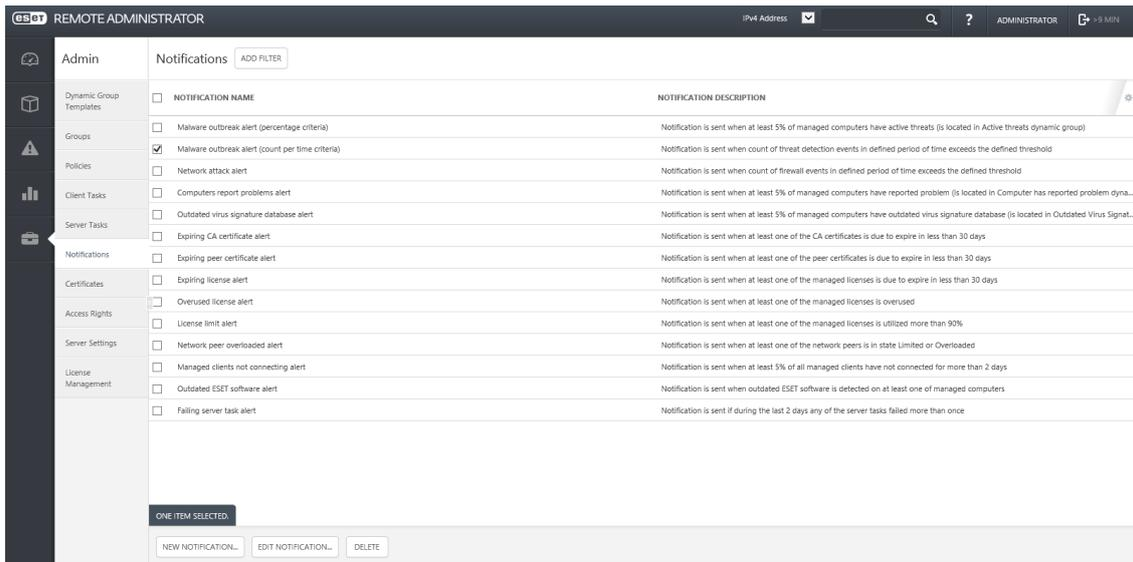 eset REMOTE ADMINISTRATOR
IPv4 Address
?
ADMINISTRATOR
>9 MIN
Admin
Dynamic Group
Templates
Groups
Policies
Client Tasks
Server Tasks
Notifications
Certificates
Access Rights
Server Settings
License
Management
Notifications
ADD FILTER
NOTIFICATION NAME NOTIFICATION DESCRIPTION
Malware outbreak alert (percentage criteria) Notification is sent when at least 5% of managed computers have active threats (is located in Active threats dynamic group)
Malware outbreak alert (count per time criteria) Notification is sent when count of threat detection events in defined period of time exceeds the defined threshold
Network attack alert Notification is sent when count of firewall events in defined period of time exceeds the defined threshold
Computers report problems alert Notification is sent when at least 5% of managed computers have reported problem (is located in Computer has reported problem dyna...
Outdated virus signature database alert Notification is sent when at least 5% of managed computers have outdated virus signature database (is located in Outdated Virus Signat...
Expiring CA certificate alert Notification is sent when at least one of the CA certificates is due to expire in less than 30 days
Expiring peer certificate alert Notification is sent when at least one of the peer certificates is due to expire in less than 30 days
Expiring license alert Notification is sent when at least one of the managed licenses is due to expire in less than 30 days
Overused license alert Notification is sent when at least one of the managed licenses is overused
License limit alert Notification is sent when at least one of the managed licenses is utilized more than 90%
Network peer overloaded alert Notification is sent when at least one of the network peers is in state Limited or Overloaded
Managed clients not connecting alert Notification is sent when at least 5% of all managed clients have not connected for more than 2 days
Outdated ESET software alert Notification is sent when outdated ESET software is detected on at least one of managed computers
Failing server task alert Notification is sent if during the last 2 days any of the server tasks failed more than once
ONE ITEM SELECTED.
NEW NOTIFICATION... EDIT NOTIFICATION... DELETE